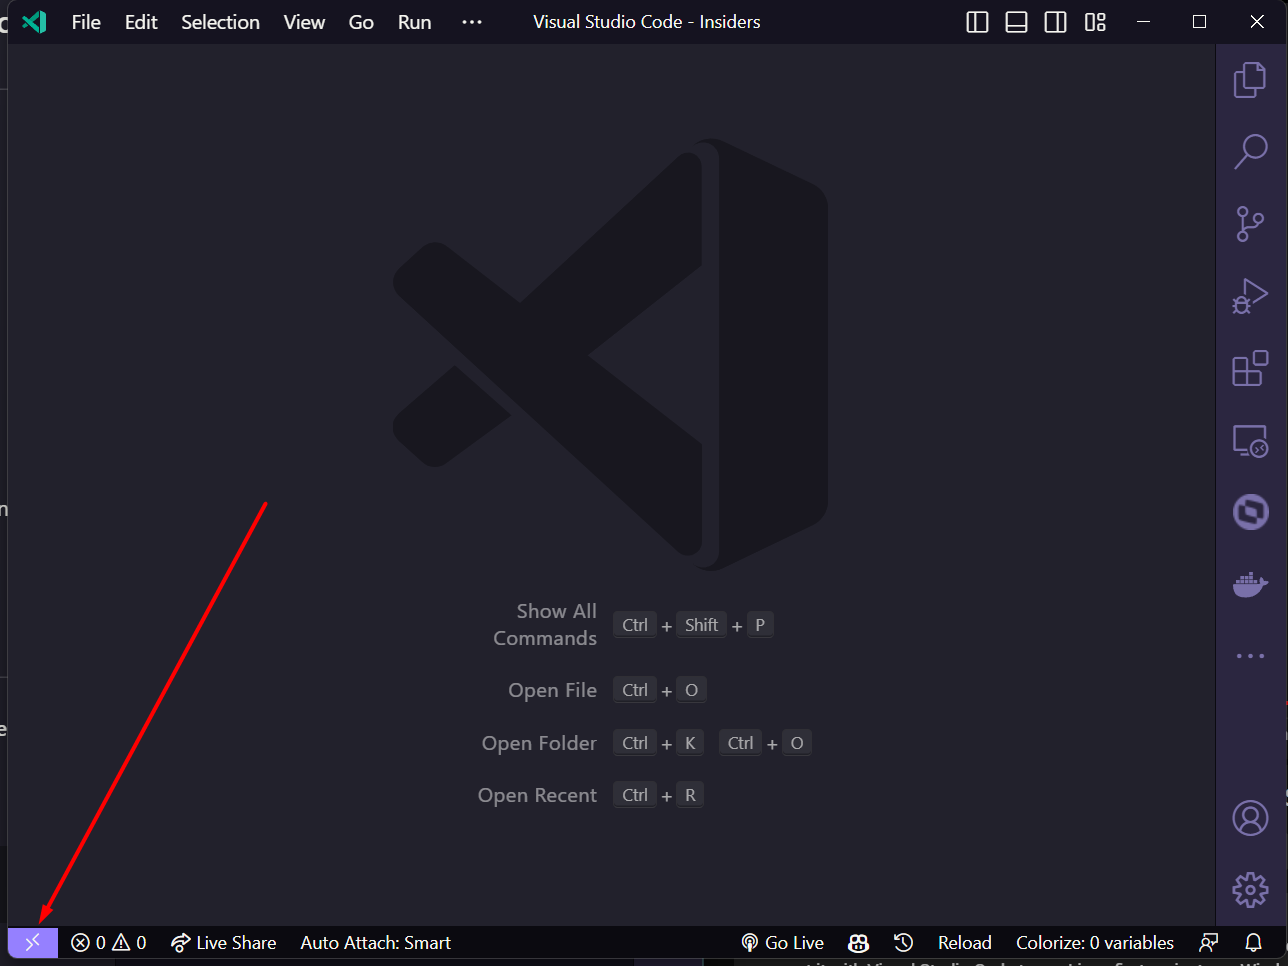 File Edit Selection View Go Run ··· Visual Studio Code - Insiders
Show All
Commands Ctrl + Shift + P
Open File Ctrl + O
Open Folder Ctrl + K Ctrl + O
Open Recent Ctrl + R
0 0 Live Share Auto Attach: Smart Go Live Reload Colorize: 0 variables